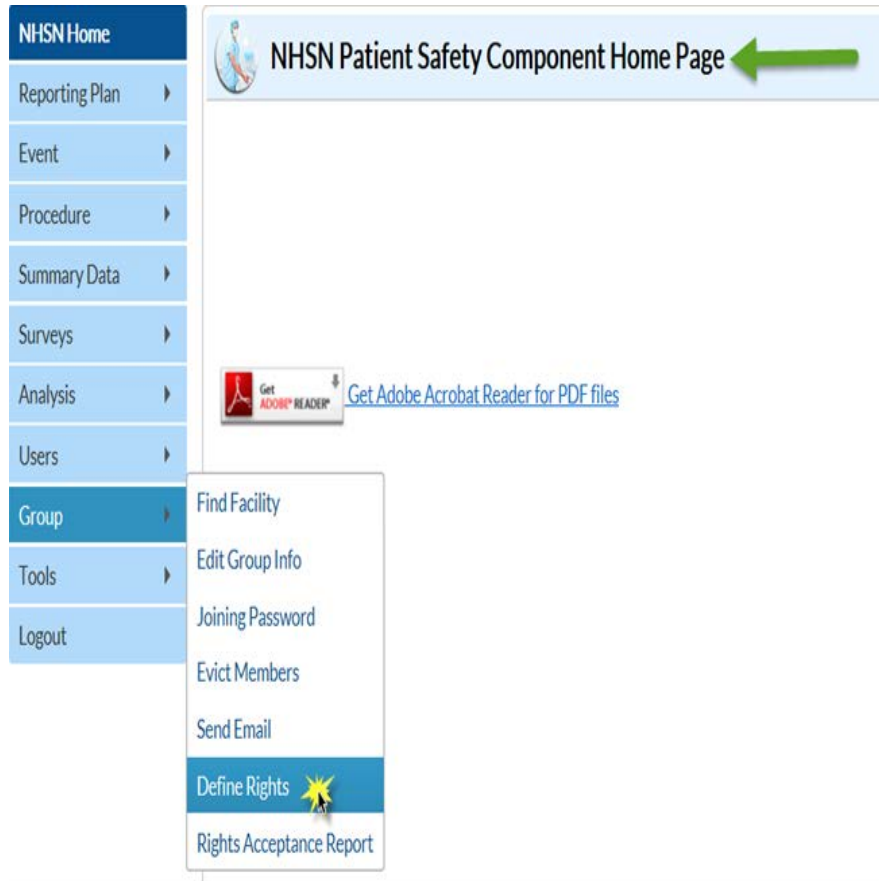 NHSN Home
Reporting Plan
Event
Procedure
Summary Data
Surveys
Analysis
Users
Group
Tools
Logout
NHSN Patient Safety Component Home Page
Get
ADOBE® READER®
Get Adobe Acrobat Reader for PDF files
Find Facility
Edit Group Info
Joining Password
Evict Members
Send Email
Define Rights
Rights Acceptance Report